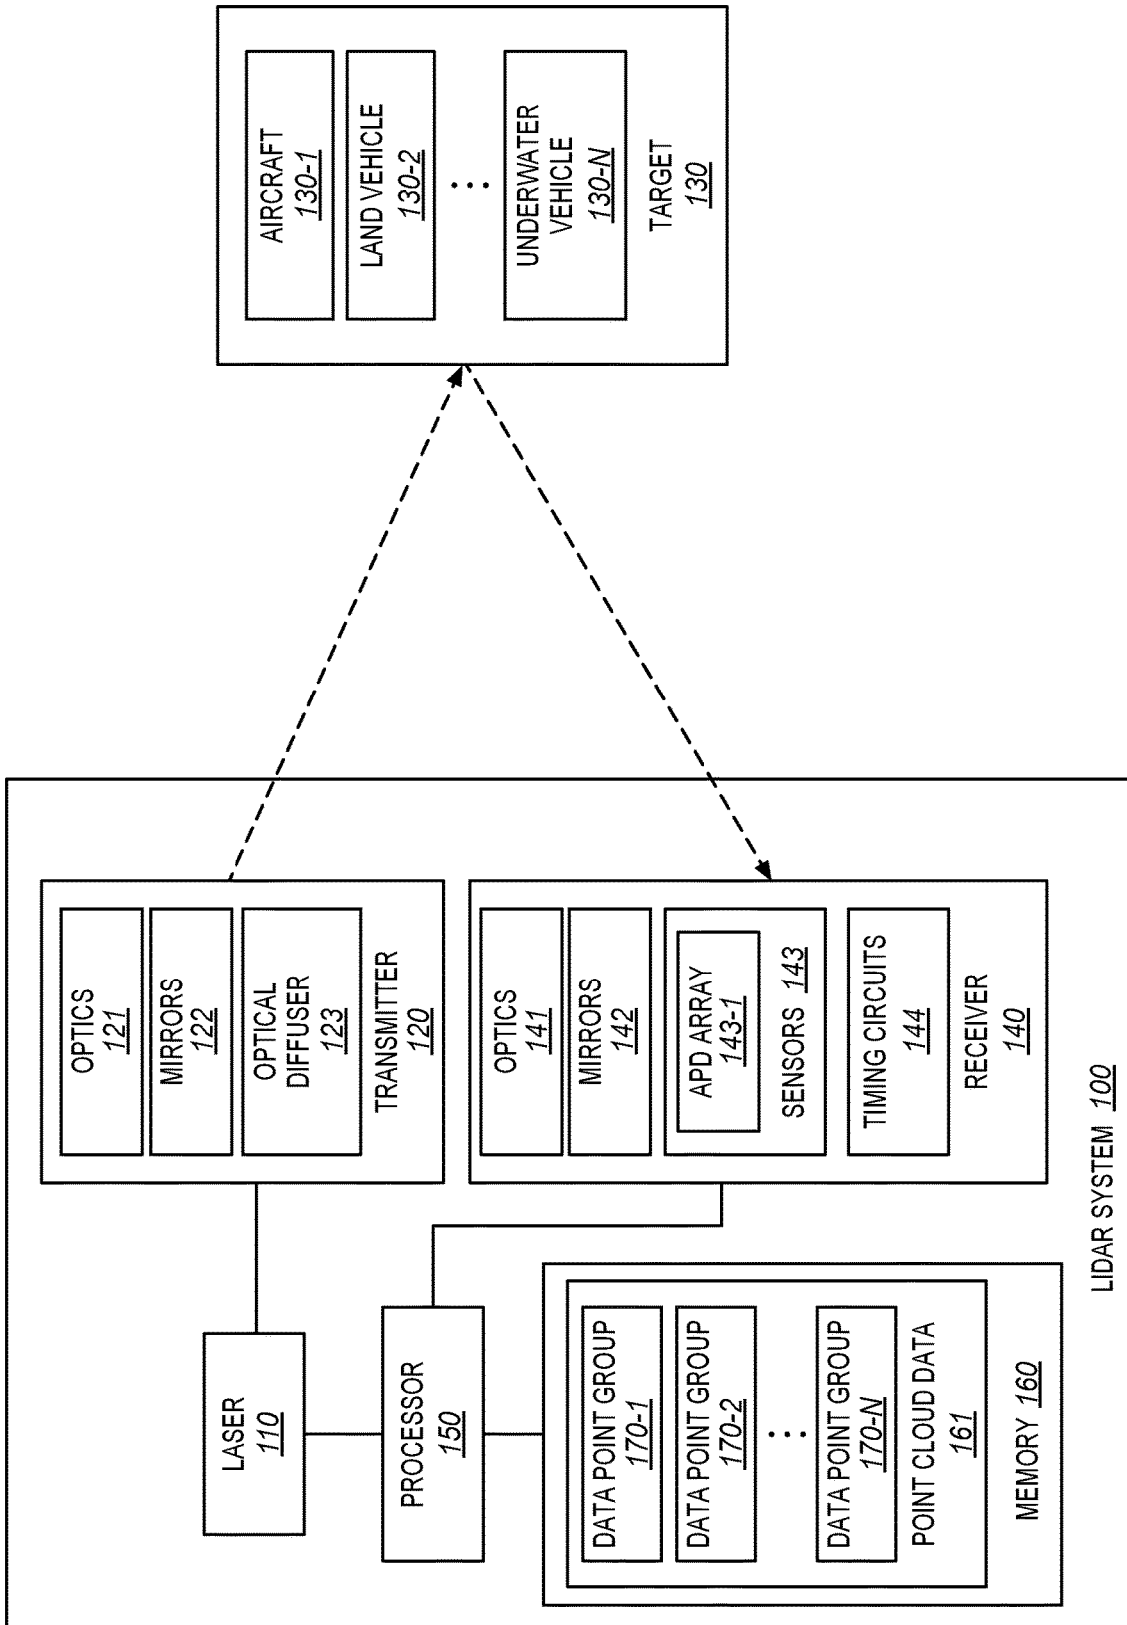 LASER
110
PROCESSOR
150
DATA POINT GROUP
170-1
DATA POINT GROUP
170-2
...
DATA POINT GROUP
170-N
POINT CLOUD DATA
161
MEMORY 160
OPTICS
121
MIRRORS
122
OPTICAL
DIFFUSER
123
TRANSMITTER
120
OPTICS
141
MIRRORS
142
APD ARRAY
143-1
SENSORS 143
TIMING CIRCUITS
144
RECEIVER
140
LIDAR SYSTEM 100
AIRCRAFT
130-1
LAND VEHICLE
130-2
...
UNDERWATER
VEHICLE
130-N
TARGET
130